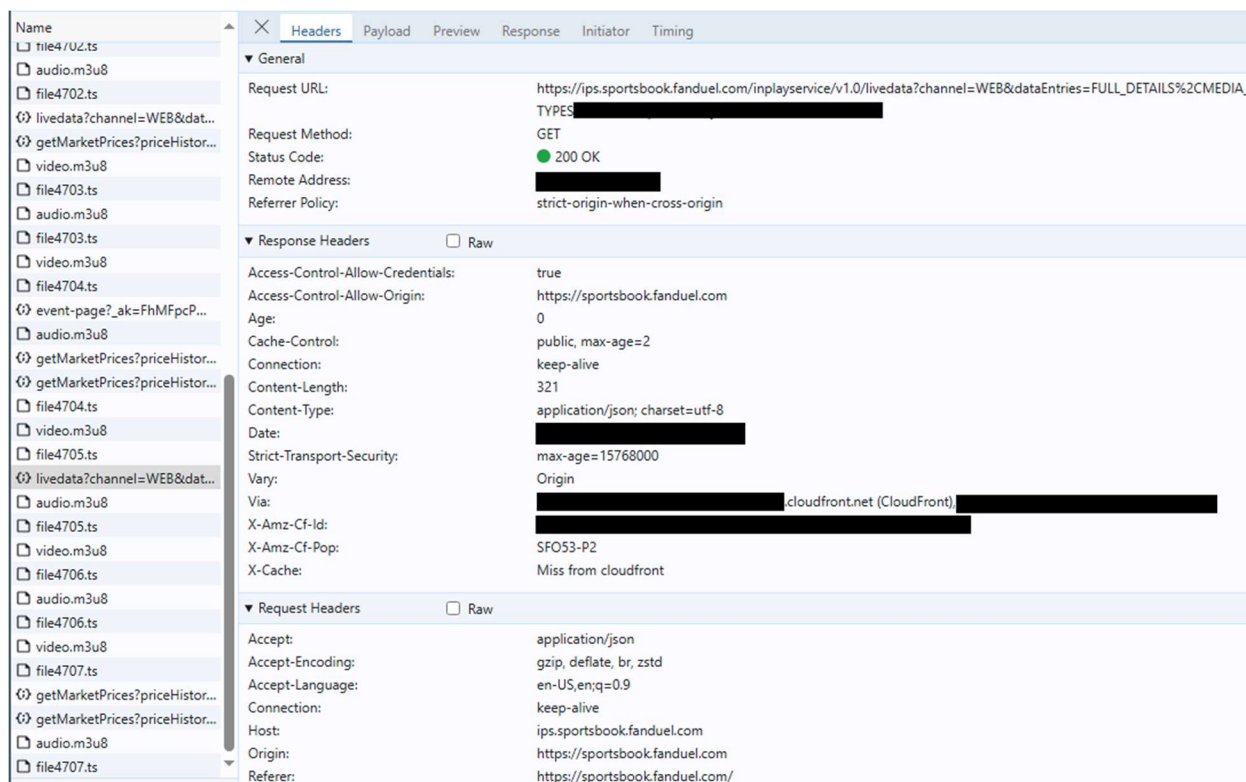 Name
file4702.ts
audio.m3u8
file4702.ts
livedata?channel=WEB&dat...
getMarketPrices?priceHistor...
video.m3u8
file4703.ts
audio.m3u8
file4703.ts
video.m3u8
file4704.ts
event-page?_ak=FhMFpcP...
audio.m3u8
getMarketPrices?priceHistor...
getMarketPrices?priceHistor...
file4704.ts
video.m3u8
file4705.ts
livedata?channel=WEB&dat...
audio.m3u8
file4705.ts
video.m3u8
file4706.ts
audio.m3u8
file4706.ts
video.m3u8
file4707.ts
getMarketPrices?priceHistor...
getMarketPrices?priceHistor...
audio.m3u8
file4707.ts
Headers Payload Preview Response Initiator Timing
General
Request URL: https://ips.sportsbook.fanduel.com/inplayservice/v1.0/livedata?channel=WEB&dataEntries=FULL_DETAILS%2CMEDIA_
TYPES
Request Method: GET
Status Code: 200 OK
Remote Address:
Referrer Policy: strict-origin-when-cross-origin
Response Headers Raw
Access-Control-Allow-Credentials: true
Access-Control-Allow-Origin: https://sportsbook.fanduel.com
Age: 0
Cache-Control: public, max-age=2
Connection: keep-alive
Content-Length: 321
Content-Type: application/json; charset=utf-8
Date:
Strict-Transport-Security: max-age=15768000
Vary: Origin
Via: .cloudfront.net (CloudFront),
X-Amz-Cf-Id:
X-Amz-Cf-Pop: SFO53-P2
X-Cache: Miss from cloudfront
Request Headers Raw
Accept: application/json
Accept-Encoding: gzip, deflate, br, zstd
Accept-Language: en-US,en;q=0.9
Connection: keep-alive
Host: ips.sportsbook.fanduel.com
Origin: https://sportsbook.fanduel.com
Referer: https://sportsbook.fanduel.com/